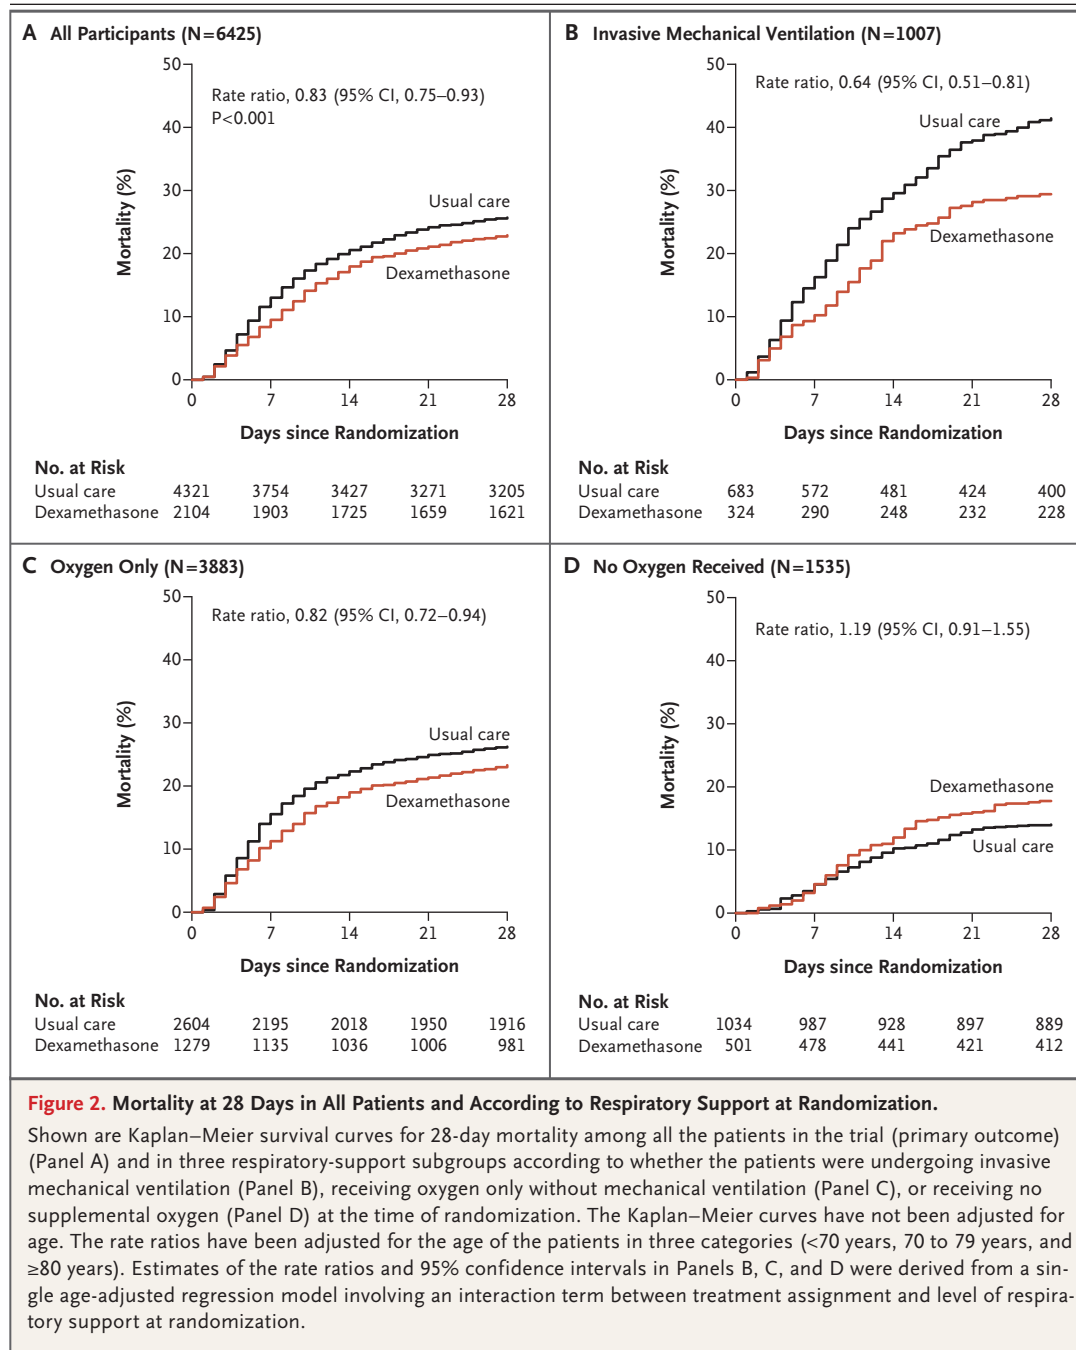 A All Participants (N=6425)
50
40
30
20
10
0
Mortality (%)
Rate ratio, 0.83 (95% CI, 0.75–0.93)
P<0.001
Usual care
Dexamethasone
0 7 14 21 28
Days since Randomization
No. at Risk
Usual care 4321 3754 3427 3271 3205
Dexamethasone 2104 1903 1725 1659 1621
B Invasive Mechanical Ventilation (N=1007)
50
40
30
20
10
0
Mortality (%)
Rate ratio, 0.64 (95% CI, 0.51–0.81)
Usual care
Dexamethasone
0 7 14 21 28
Days since Randomization
No. at Risk
Usual care 683 572 481 424 400
Dexamethasone 324 290 248 232 228
C Oxygen Only (N=3883)
50
40
30
20
10
0
Mortality (%)
Rate ratio, 0.82 (95% CI, 0.72–0.94)
Usual care
Dexamethasone
0 7 14 21 28
Days since Randomization
No. at Risk
Usual care 2604 2195 2018 1950 1916
Dexamethasone 1279 1135 1036 1006 981
D No Oxygen Received (N=1535)
50
40
30
20
10
0
Mortality (%)
Rate ratio, 1.19 (95% CI, 0.91–1.55)
Dexamethasone
Usual care
0 7 14 21 28
Days since Randomization
No. at Risk
Usual care 1034 987 928 897 889
Dexamethasone 501 478 441 421 412
Figure 2. Mortality at 28 Days in All Patients and According to Respiratory Support at Randomization.
Shown are Kaplan–Meier survival curves for 28-day mortality among all the patients in the trial (primary outcome)
(Panel A) and in three respiratory-support subgroups according to whether the patients were undergoing invasive
mechanical ventilation (Panel B), receiving oxygen only without mechanical ventilation (Panel C), or receiving no
supplemental oxygen (Panel D) at the time of randomization. The Kaplan–Meier curves have not been adjusted for
age. The rate ratios have been adjusted for the age of the patients in three categories (<70 years, 70 to 79 years, and
≥80 years). Estimates of the rate ratios and 95% confidence intervals in Panels B, C, and D were derived from a sin-
gle age-adjusted regression model involving an interaction term between treatment assignment and level of respira-
tory support at randomization.